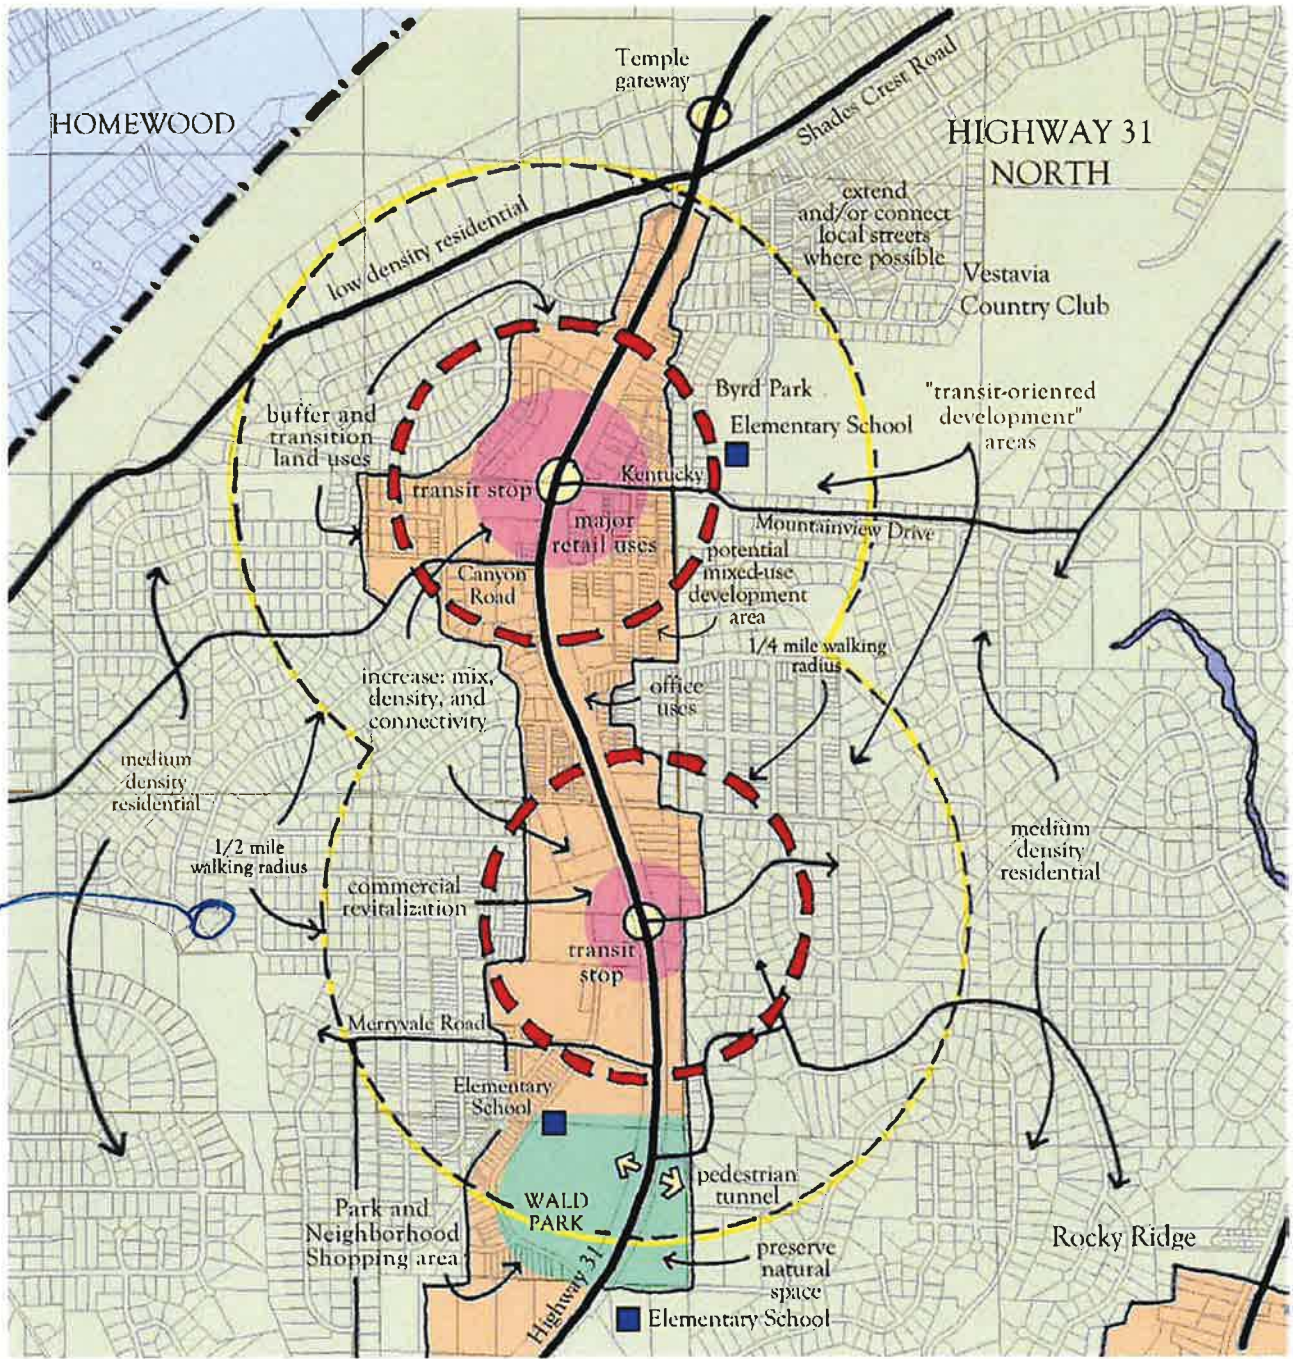 Temple
gateway
Shades Crest Road
HOMEWOOD
HIGHWAY 31
NORTH
extend
and/or connect
local streets
where possible
low density residential
Vestavia
Country Club
Byrd Park
"transit-oriented
development"
areas
buffer and
transition
land uses
Elementary School
Kentucky
transit stop
major
retail uses
Mountainview Drive
potential
mixed-use
development
area
Canyon
Road
1/4 mile walking
radius
increase: mix,
density, and
connectivity
office
uses
medium
density
residential
1/2 mile
walking radius
medium
density
residential
commercial
revitalization
transit
stop
Merryvale Road
Elementary
School
pedestrian
tunnel
WALD
PARK
Park and
Neighborhood
Shopping area
Rocky Ridge
preserve
natural
space
Highway 31
Elementary School